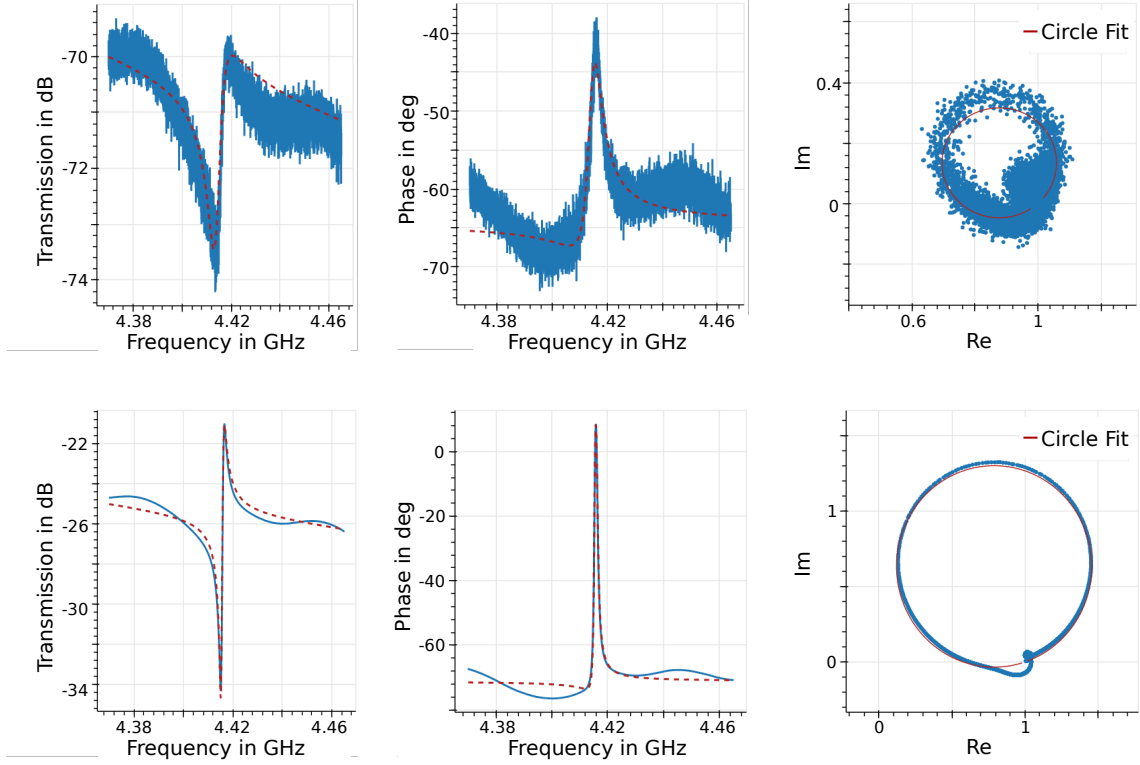 Transmission in dB
-70
-72
-74
4.38
4.42
4.46
Frequency in GHz
Phase in deg
-40
-50
-60
-70
4.38
4.42
4.46
Frequency in GHz
Circle Fit
Im
0.4
0
0.6
1
Re
Transmission in dB
-22
-26
-30
-34
4.38
4.42
4.46
Frequency in GHz
Phase in deg
0
-20
-40
-60
4.38
4.42
4.46
Frequency in GHz
Circle Fit
Im
1
0
0
1
Re